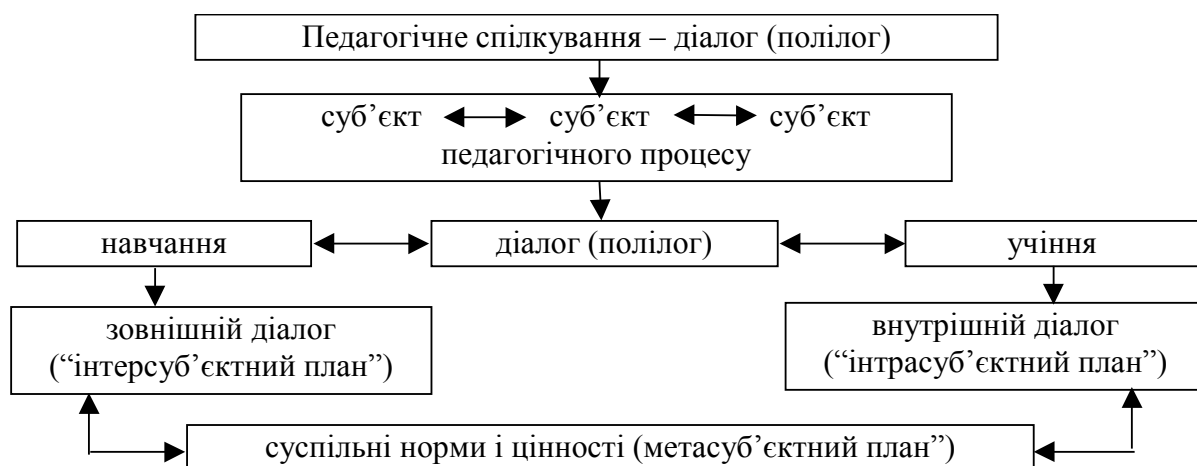 Педагогічне спілкування – діалог (полілог)
суб’єкт суб’єкт суб’єкт
педагогічного процесу
навчання діалог (полілог) учіння
зовнішній діалог
(“інтерсуб’єктний план”)
внутрішній діалог
(“інтрасуб’єктний план”)
суспільні норми і цінності (метасуб’єктний план”)